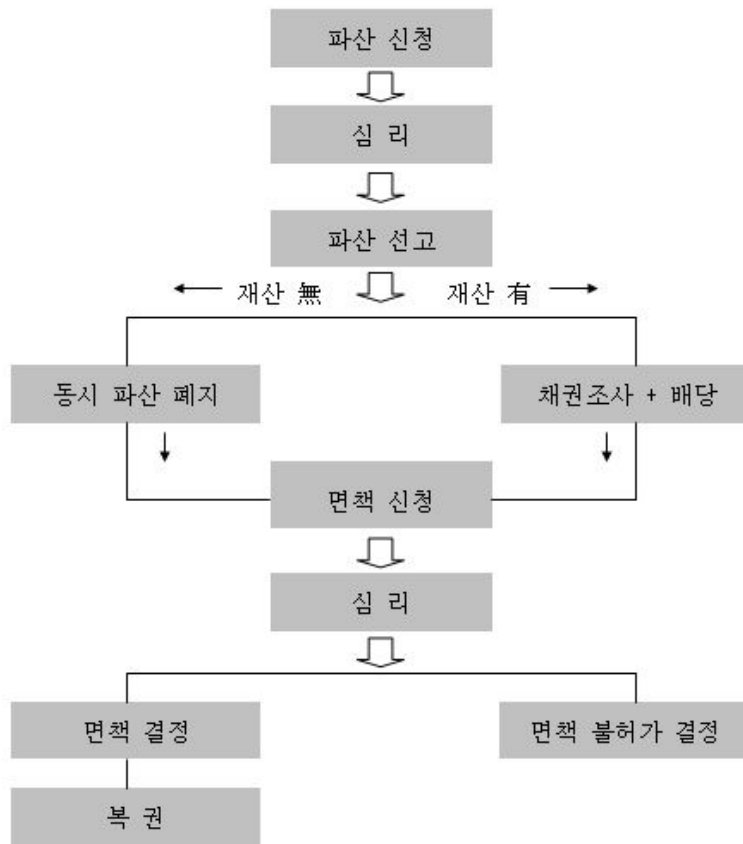 파산 신청
심 리
파산 선고
재산 無 재산 有
동시 파산 폐지 채권조사 + 배당
면책 신청
심 리
면책 결정 면책 불허가 결정
복 권